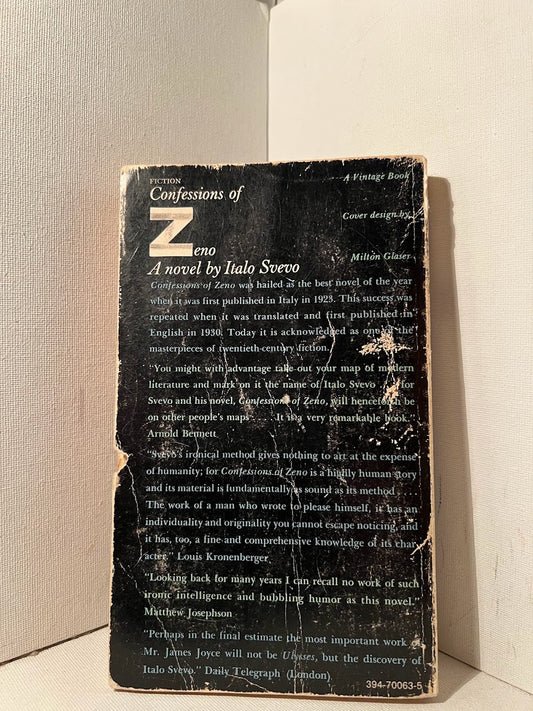 FICTION
A Vintage Book
Confessions of
Cover design by
Zeno
Milton Glaser
A novel by Italo Svevo
Confessions of Zeno was hailed as the best novel of the year
when it was first published in Italy in 1923. This success was
repeated when it was translated and first published in
English in 1930. Today it is acknowledged as one of the
masterpieces of twentieth-century fiction.
"You might with advantage take out your map of modern
literature and mark on it the name of Italo Svevo . . . for
Svevo and his novel, Confessions of Zeno, will henceforth be
on other people's maps . . . . It is a very remarkable book."
Arnold Bennett
"Svevo's ironical method gives nothing to art at the expense
of humanity; for Confessions of Zeno is a highly human story
and its material is fundamentally as sound as its method . . .
The work of a man who wrote to please himself, it has an
individuality and originality you cannot escape noticing, and
it has, too, a fine and comprehensive knowledge of its char-
acter." Louis Kronenberger
"Looking back for many years I can recall no work of such
ironic intelligence and bubbling humor as this novel."
Matthew Josephson
"Perhaps in the final estimate the most important work of
Mr. James Joyce will not be Ulysses, but the discovery of
Italo Svevo." Daily Telegraph (London)
394-70063-5